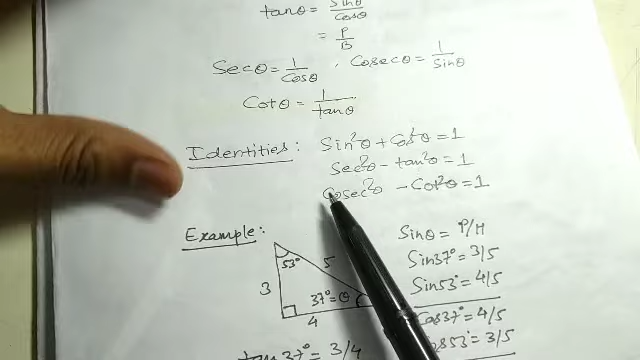 tanθ = Sinθ/Cosθ
= P/B
Secθ = 1/Cosθ , Cosecθ = 1/Sinθ
Cotθ = 1/tanθ
Identities : Sin²θ + Cos²θ = 1
Sec²θ - tan²θ = 1
Cosec²θ - Cot²θ = 1
Example : Sinθ = P/H
53° 5 Sin37° = 3/5
3 37° = θ Sin53° = 4/5
4 Cos37° = 4/5
tan37° = 3/4 Cos53° = 3/5